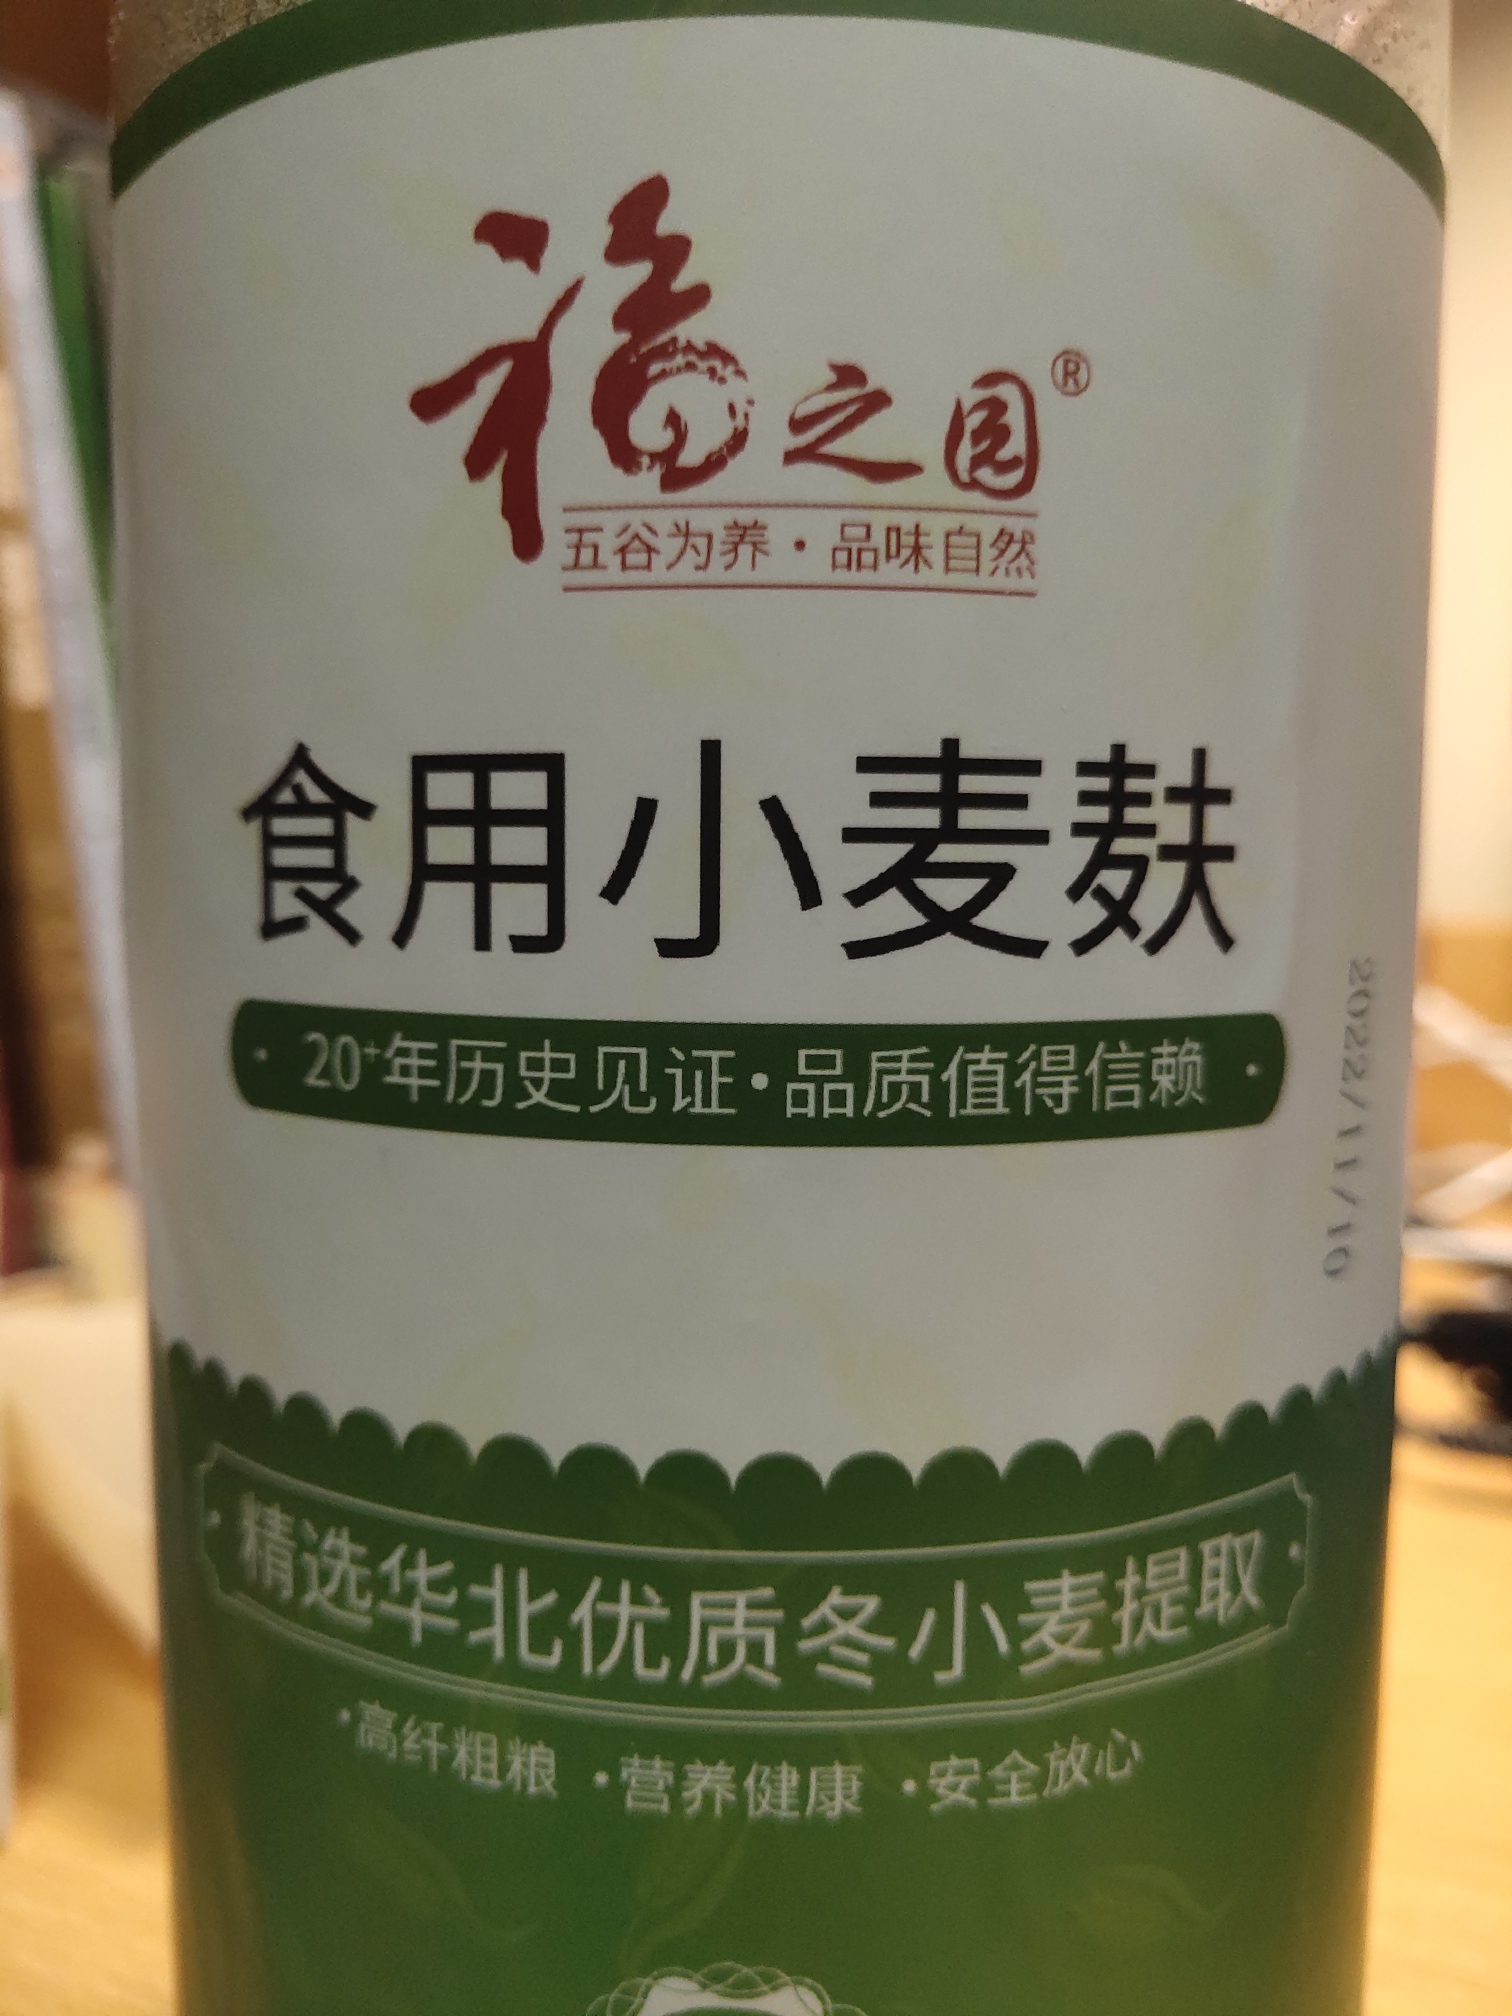 福之园®
五谷为养·品味自然
食用小麦麸
·20+年历史见证·品质值得信赖·
2022/11/10
·精选华北优质冬小麦提取·
·高纤粗粮 ·营养健康 ·安全放心